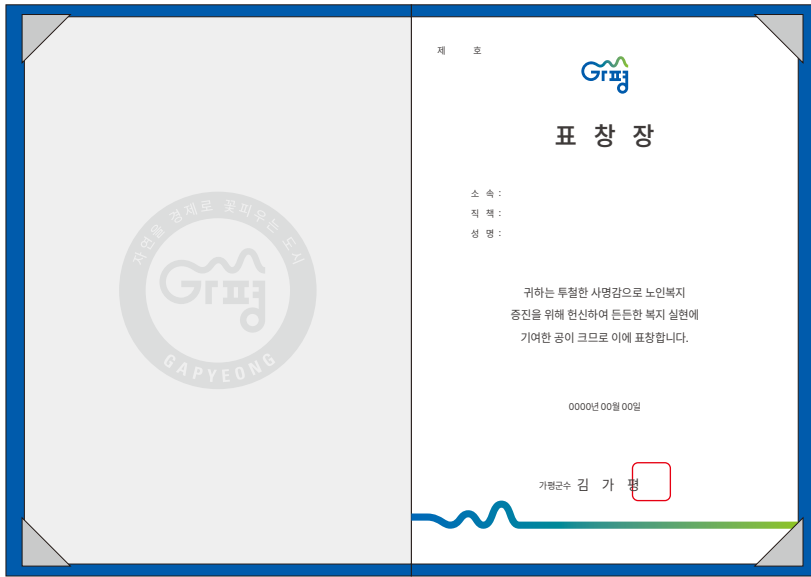 자연을 경제로 꽃피우는 도시
가평
GAPYEONG
제 호
가평
표 창 장
소 속 :
직 책 :
성 명 :
귀하는 투철한 사명감으로 노인복지
증진을 위해 헌신하여 든든한 복지 실현에
기여한 공이 크므로 이에 표창합니다.
0000년 00월 00일
가평군수 김 가 평